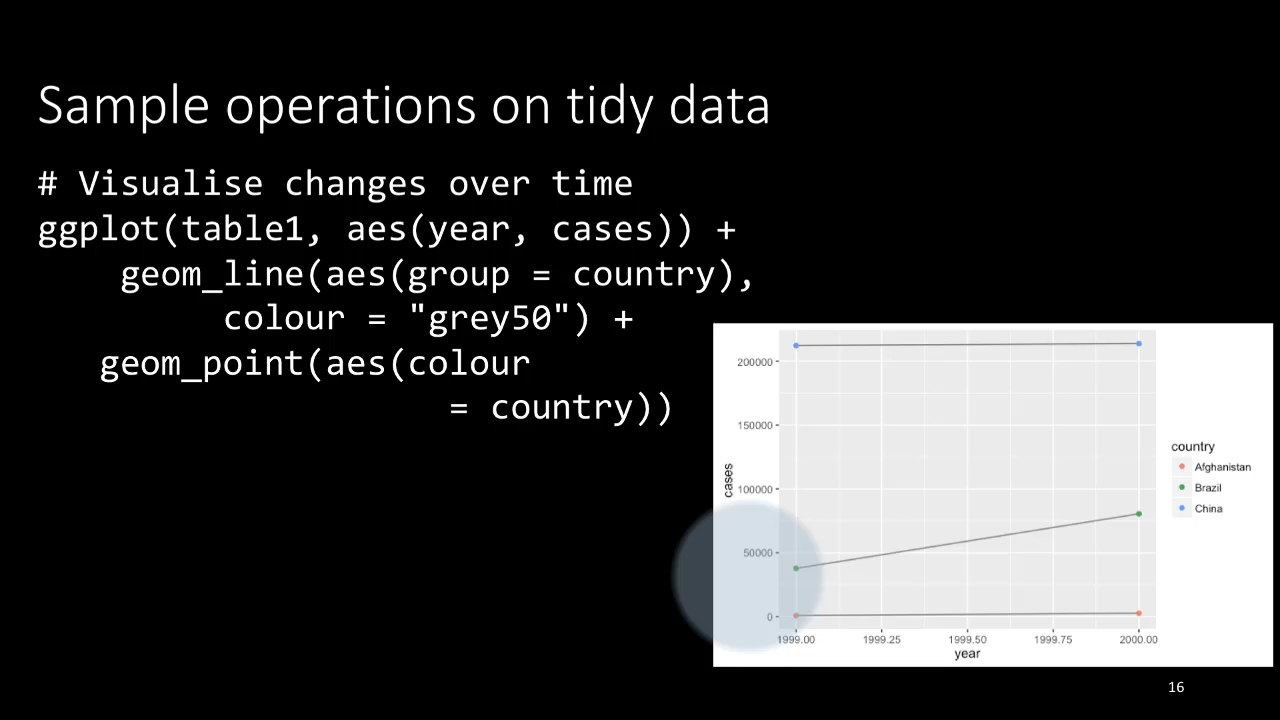 Sample operations on tidy data
# Visualise changes over time
ggplot(table1, aes(year, cases)) +
geom_line(aes(group = country),
colour = "grey50") +
geom_point(aes(colour
= country))
200000
150000
100000
50000
0
cases
1999.00 1999.25 1999.50 1999.75 2000.00
year
country
Afghanistan
Brazil
China
16